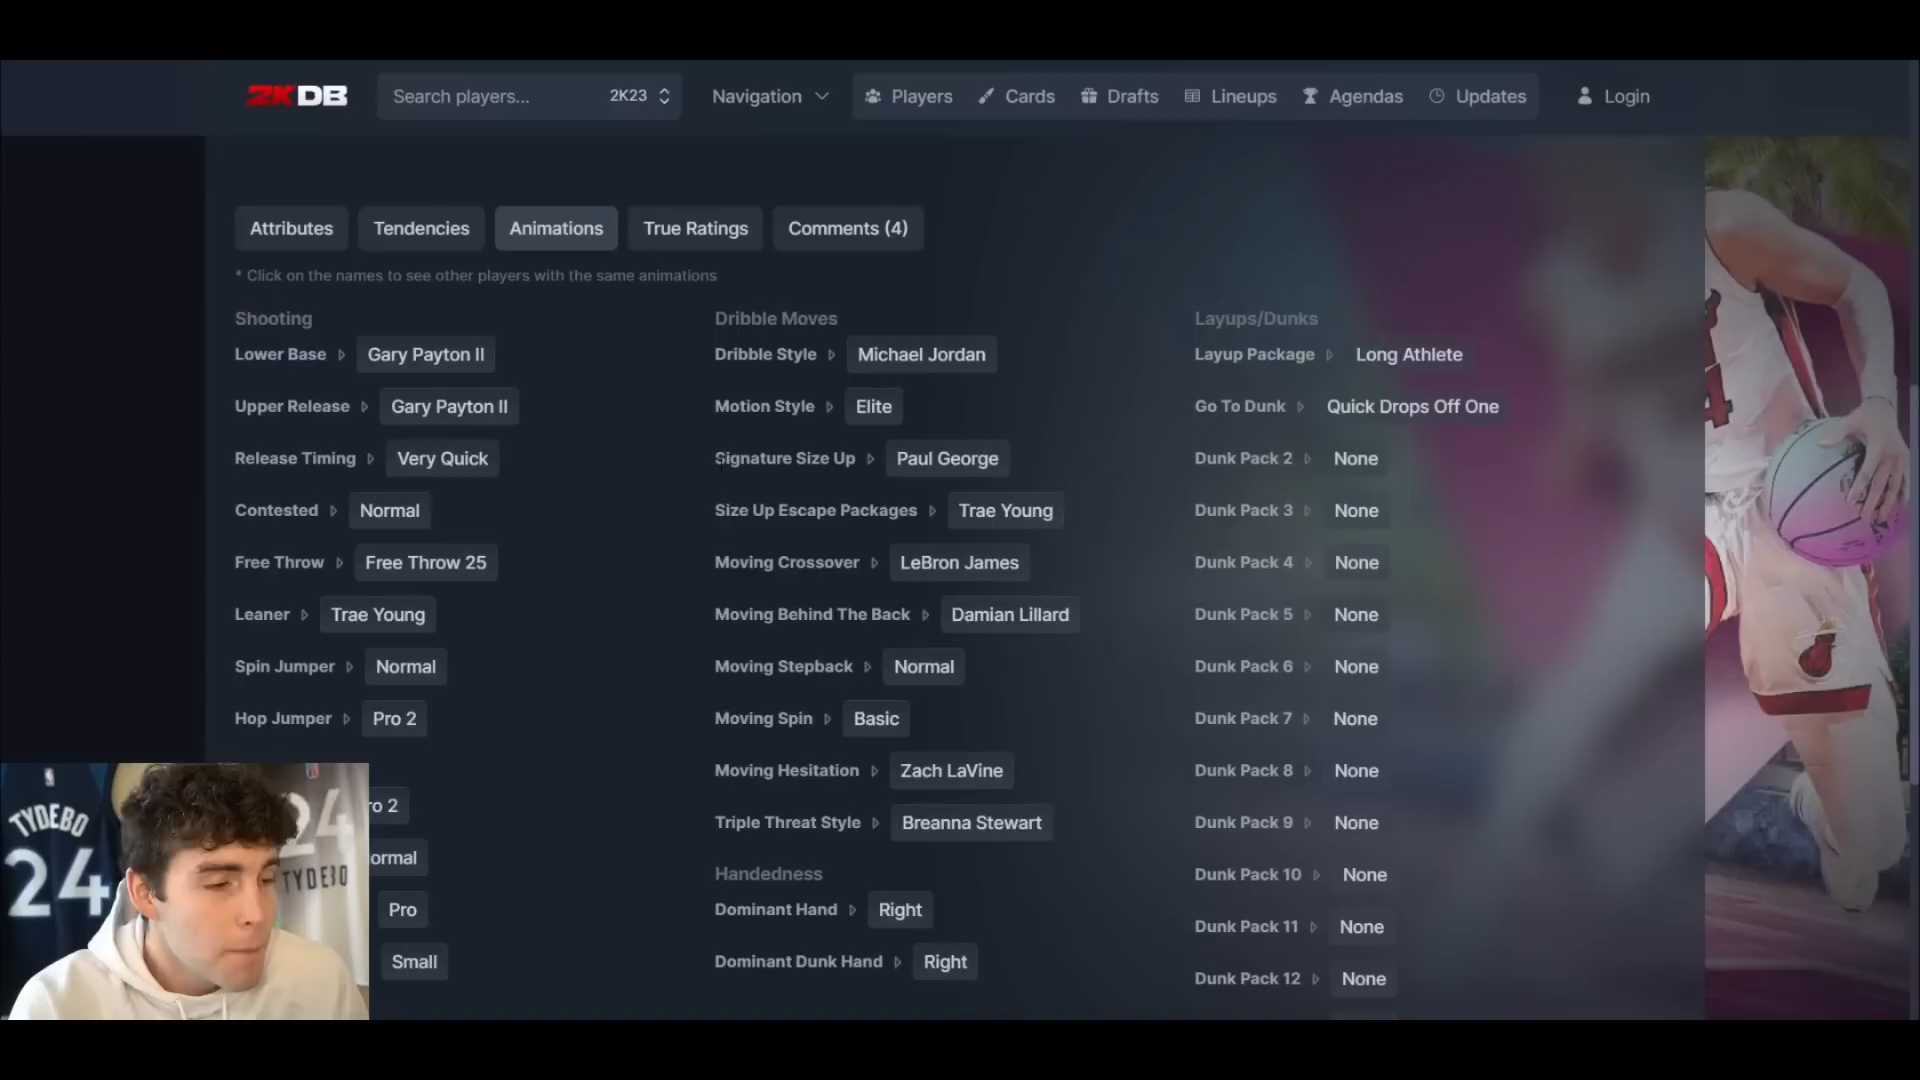 2KDB
Search players...
2K23
Navigation
Players
Cards
Drafts
Lineups
Agendas
Updates
Login
Attributes
Tendencies
Animations
True Ratings
Comments (4)
* Click on the names to see other players with the same animations
Shooting
Lower Base Gary Payton II
Upper Release Gary Payton II
Release Timing Very Quick
Contested Normal
Free Throw Free Throw 25
Leaner Trae Young
Spin Jumper Normal
Hop Jumper Pro 2
ro 2
ormal
Pro
Small
Dribble Moves
Dribble Style Michael Jordan
Motion Style Elite
Signature Size Up Paul George
Size Up Escape Packages Trae Young
Moving Crossover LeBron James
Moving Behind The Back Damian Lillard
Moving Stepback Normal
Moving Spin Basic
Moving Hesitation Zach LaVine
Triple Threat Style Breanna Stewart
Handedness
Dominant Hand Right
Dominant Dunk Hand Right
Layups/Dunks
Layup Package Long Athlete
Go To Dunk Quick Drops Off One
Dunk Pack 2 None
Dunk Pack 3 None
Dunk Pack 4 None
Dunk Pack 5 None
Dunk Pack 6 None
Dunk Pack 7 None
Dunk Pack 8 None
Dunk Pack 9 None
Dunk Pack 10 None
Dunk Pack 11 None
Dunk Pack 12 None
TYDEBO
24
24
TYDEBO
4